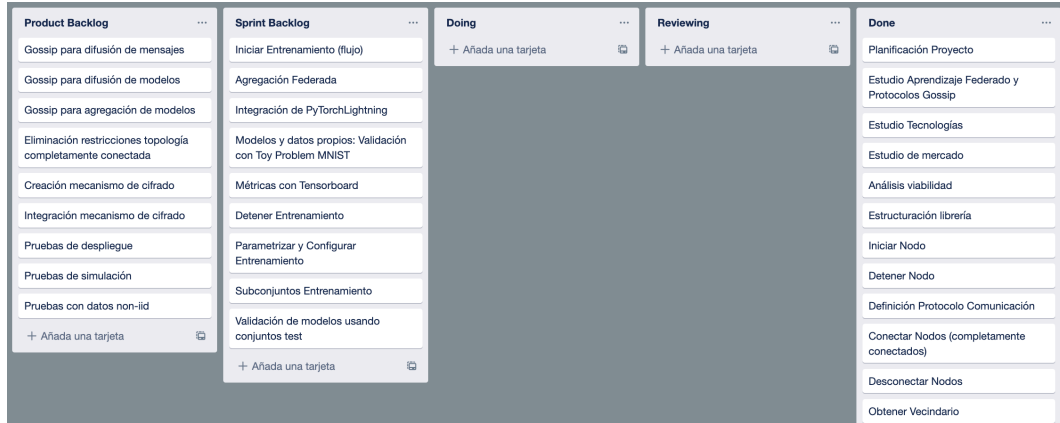 Product Backlog
Gossip para difusión de mensajes
Gossip para difusión de modelos
Gossip para agregación de modelos
Eliminación restricciones topología
completamente conectada
Creación mecanismo de cifrado
Integración mecanismo de cifrado
Pruebas de despliegue
Pruebas de simulación
Pruebas con datos non-iid
+ Añada una tarjeta
Sprint Backlog
Iniciar Entrenamiento (flujo)
Agregación Federada
Integración de PyTorchLightning
Modelos y datos propios: Validación
con Toy Problem MNIST
Métricas con Tensorboard
Detener Entrenamiento
Parametrizar y Configurar
Entrenamiento
Subconjuntos Entrenamiento
Validación de modelos usando
conjuntos test
+ Añada una tarjeta
Doing
+ Añada una tarjeta
Reviewing
+ Añada una tarjeta
Done
Planificación Proyecto
Estudio Aprendizaje Federado y
Protocolos Gossip
Estudio Tecnologías
Estudio de mercado
Análisis viabilidad
Estructuración librería
Iniciar Nodo
Detener Nodo
Definición Protocolo Comunicación
Conectar Nodos (completamente
conectados)
Desconectar Nodos
Obtener Vecindario